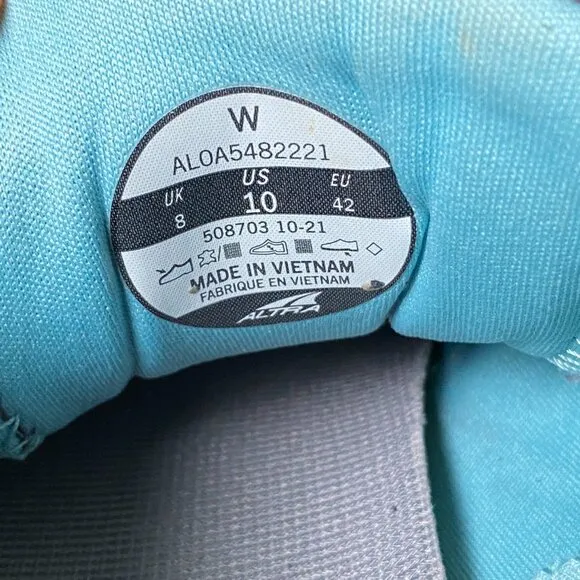 W
AL0A5482221
UK US EU
8 10 42
508703 10-21
MADE IN VIETNAM
FABRIQUE EN VIETNAM
ALTRA